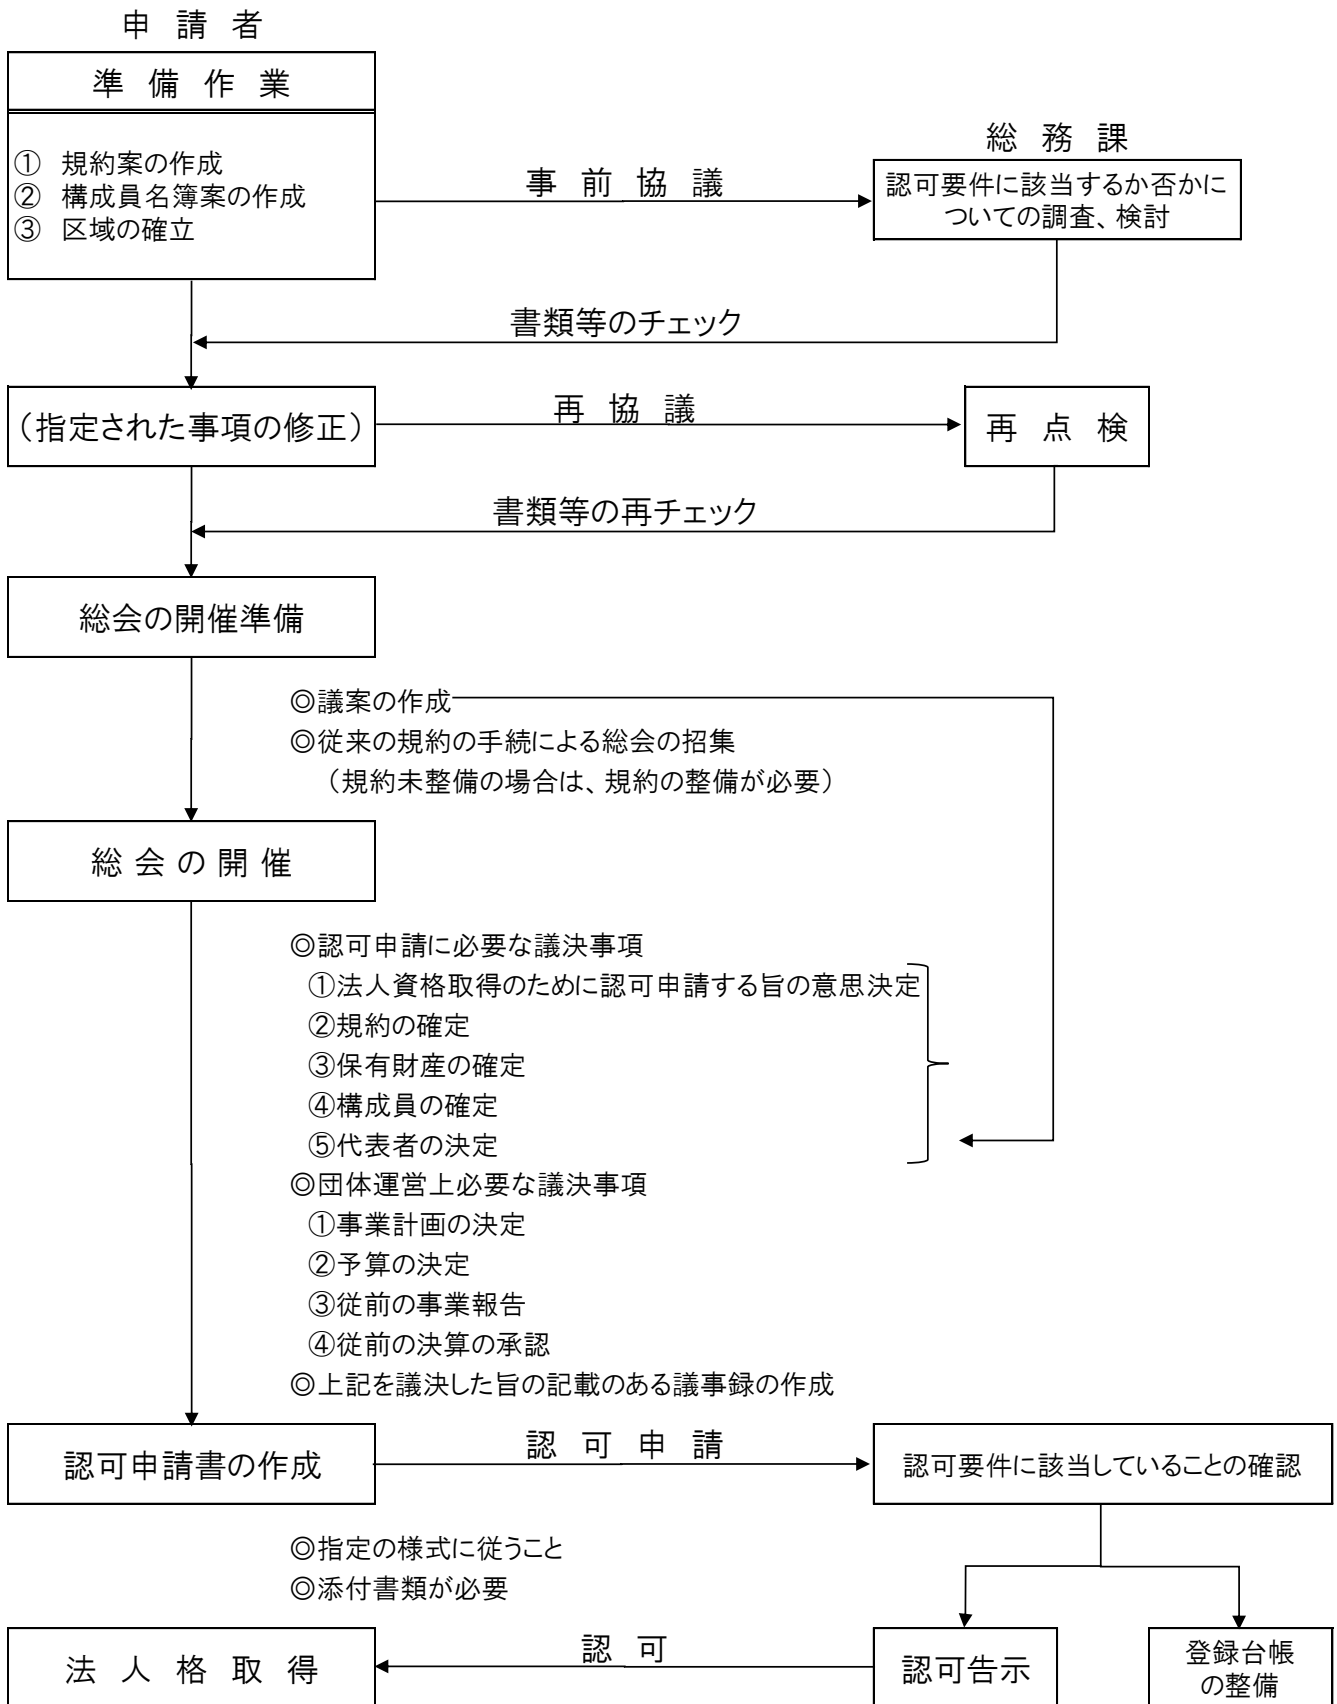 申　請　者
準　備　作　業
①　規約案の作成
②　構成員名簿案の作成
③　区域の確立
事　前　協　議
総　務　課
認可要件に該当するか否かに
ついての調査、検討
書類等のチェック
（指定された事項の修正）
再　協　議
再　点　検
書類等の再チェック
総会の開催準備
◎議案の作成
◎従来の規約の手続による総会の招集
（規約未整備の場合は、規約の整備が必要）
総 会 の 開 催
◎認可申請に必要な議決事項
①法人資格取得のために認可申請する旨の意思決定
②規約の確定
③保有財産の確定
④構成員の確定
⑤代表者の決定
◎団体運営上必要な議決事項
①事業計画の決定
②予算の決定
③従前の事業報告
④従前の決算の承認
◎上記を議決した旨の記載のある議事録の作成
認可申請書の作成
認　可　申　請
認可要件に該当していることの確認
◎指定の様式に従うこと
◎添付書類が必要
法　人　格　取　得
認　可
認可告示
登録台帳
の整備